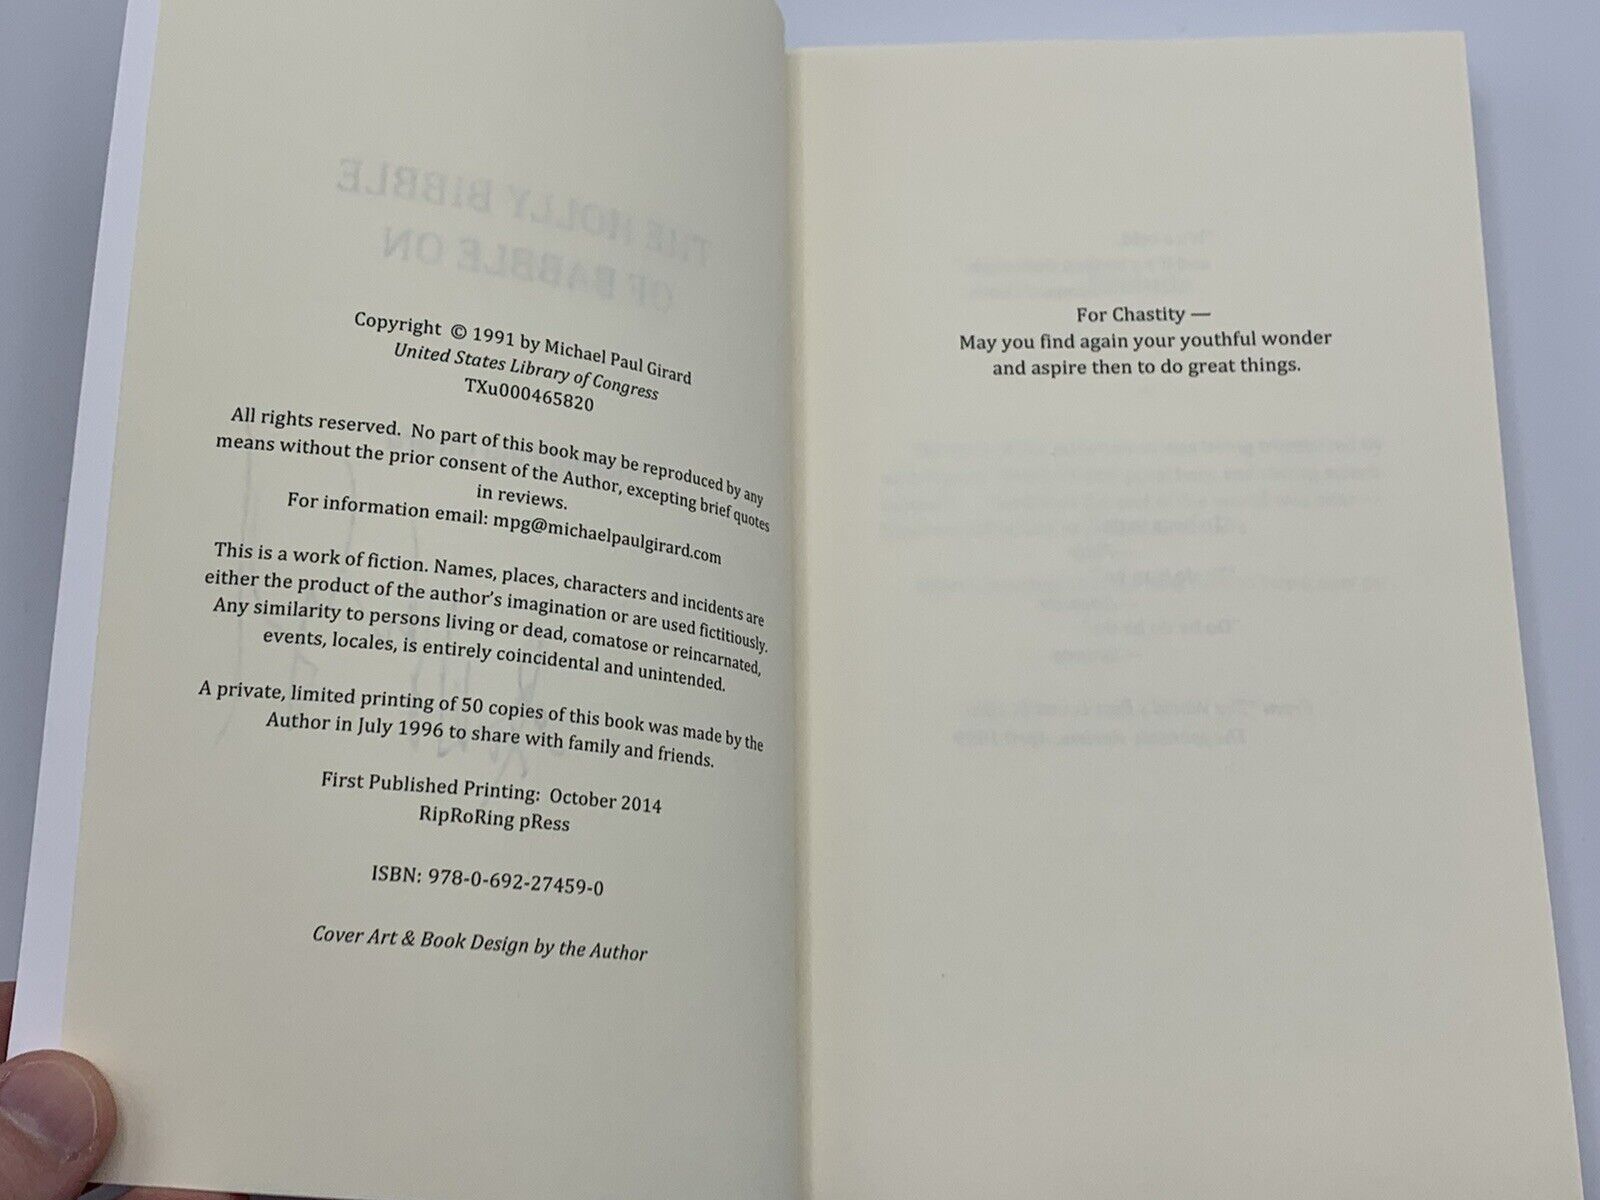 THE HOLLY BIBBLE
OF BABBLE ON
Copyright © 1991 by Michael Paul Girard
United States Library of Congress
TXu000465820
All rights reserved. No part of this book may be reproduced by any
means without the prior consent of the Author, excepting brief quotes
in reviews.
For information email: mpg@michaelpaulgirard.com
This is a work of fiction. Names, places, characters and incidents are
either the product of the author's imagination or are used fictitiously.
Any similarity to persons living or dead, comatose or reincarnated,
events, locales, is entirely coincidental and unintended.
A private, limited printing of 50 copies of this book was made by the
Author in July 1996 to share with family and friends.
First Published Printing: October 2014
RipRoRing pRess
ISBN: 978-0-692-27459-0
Cover Art & Book Design by the Author
For Chastity —
May you find again your youthful wonder
and aspire then to do great things.